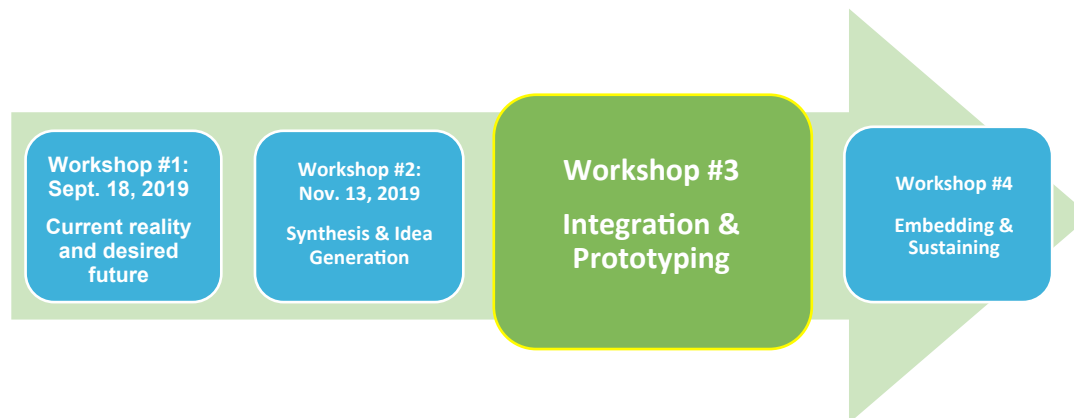 Workshop #1:
Sept. 18, 2019
Current reality
and desired
future
Workshop #2:
Nov. 13, 2019
Synthesis & Idea
Generation
Workshop #3
Integration &
Prototyping
Workshop #4
Embedding &
Sustaining